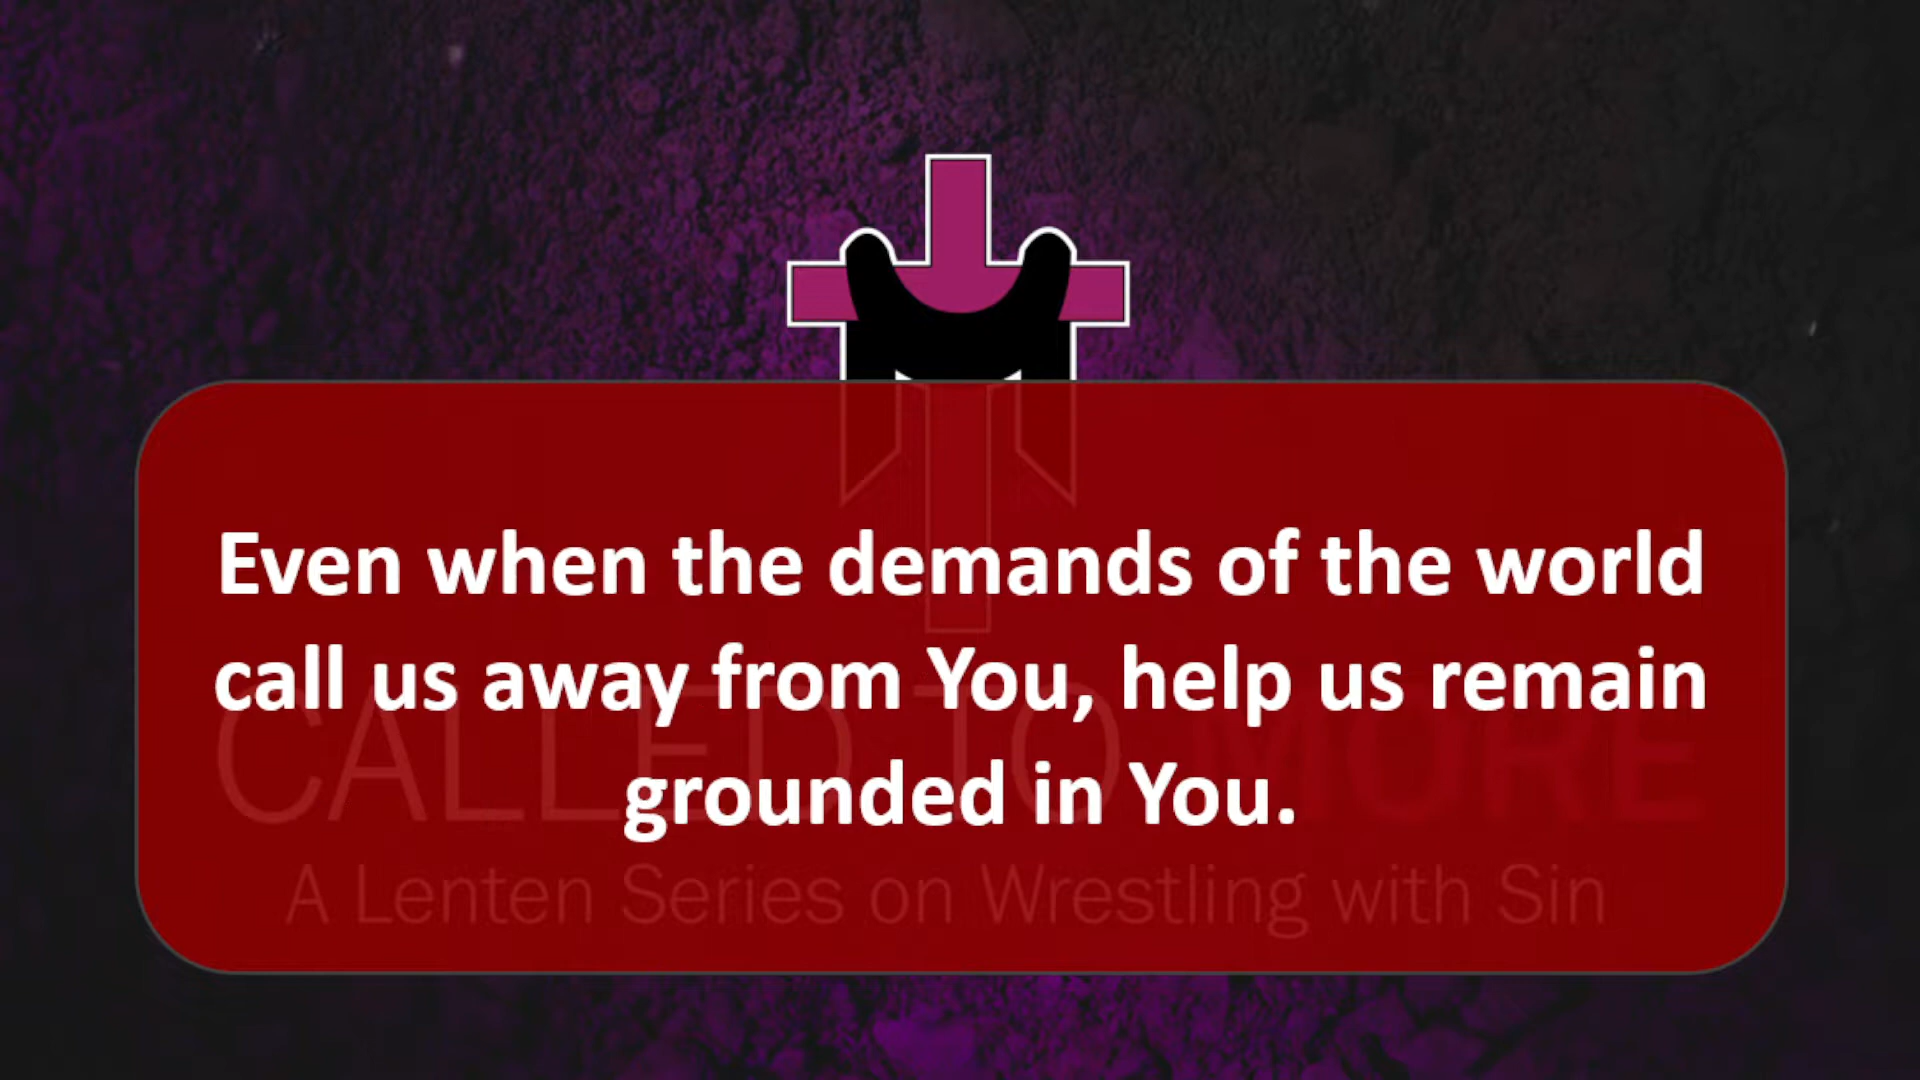 Even when the demands of the world
call us away from You, help us remain
grounded in You.
CALLED TO MORE
A Lenten Series on Wrestling with Sin